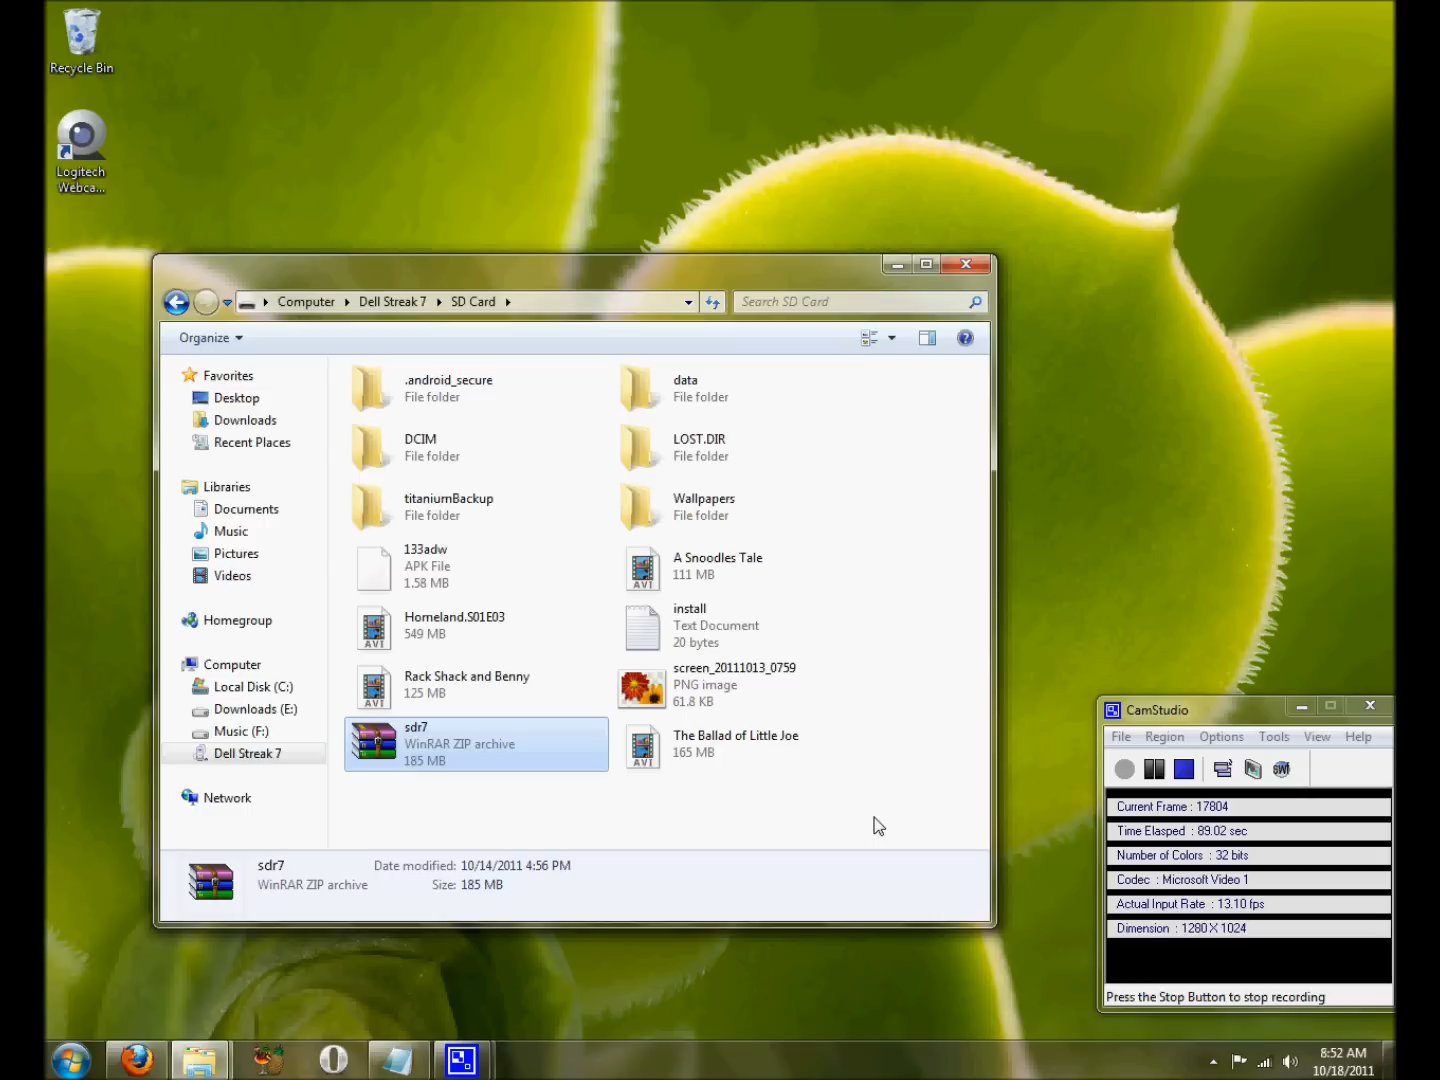 Recycle Bin
Logitech
Webca...
Computer
Dell Streak 7
SD Card
Search SD Card
Organize
Favorites
Desktop
Downloads
Recent Places
Libraries
Documents
Music
Pictures
Videos
Homegroup
Computer
Local Disk (C:)
Downloads (E:)
Music (F:)
Dell Streak 7
Network
.android_secure
File folder
data
File folder
DCIM
File folder
LOST.DIR
File folder
titaniumBackup
File folder
Wallpapers
File folder
133adw
APK File
1.58 MB
A Snoodles Tale
111 MB
AVI
Homeland.S01E03
549 MB
AVI
install
Text Document
20 bytes
Rack Shack and Benny
125 MB
AVI
screen_20111013_0759
PNG image
61.8 KB
sdr7
WinRAR ZIP archive
185 MB
The Ballad of Little Joe
165 MB
AVI
sdr7
Date modified: 10/14/2011 4:56 PM
WinRAR ZIP archive
Size: 185 MB
CamStudio
File Region Options Tools View Help
SWF
Current Frame : 17804
Time Elasped : 89.02 sec
Number of Colors : 32 bits
Codec : Microsoft Video 1
Actual Input Rate : 13.10 fps
Dimension : 1280 X 1024
Press the Stop Button to stop recording
8:52 AM
10/18/2011